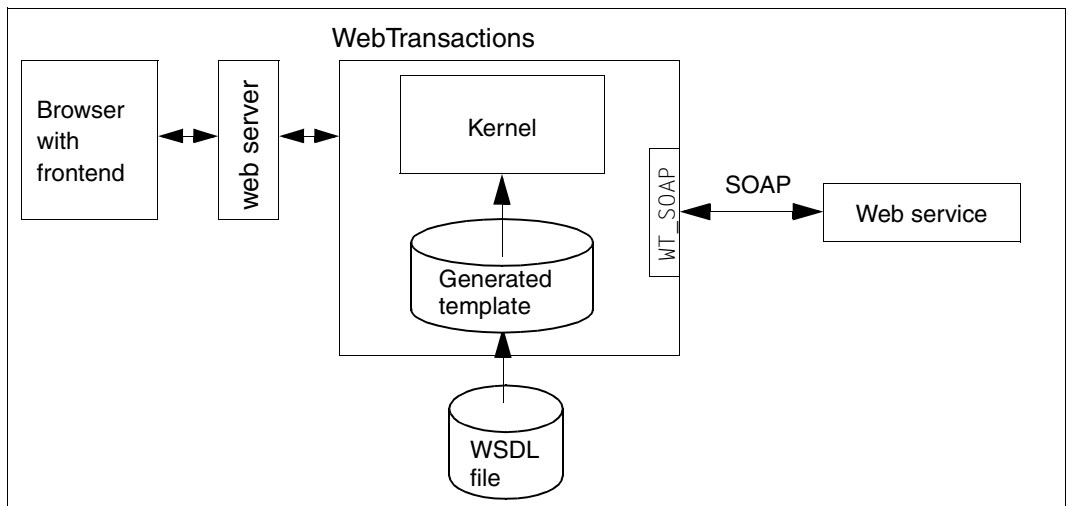 WebTransactions
Browser
with
frontend
web server
Kernel
WT_SOAP
SOAP
Web service
Generated
template
WSDL
file